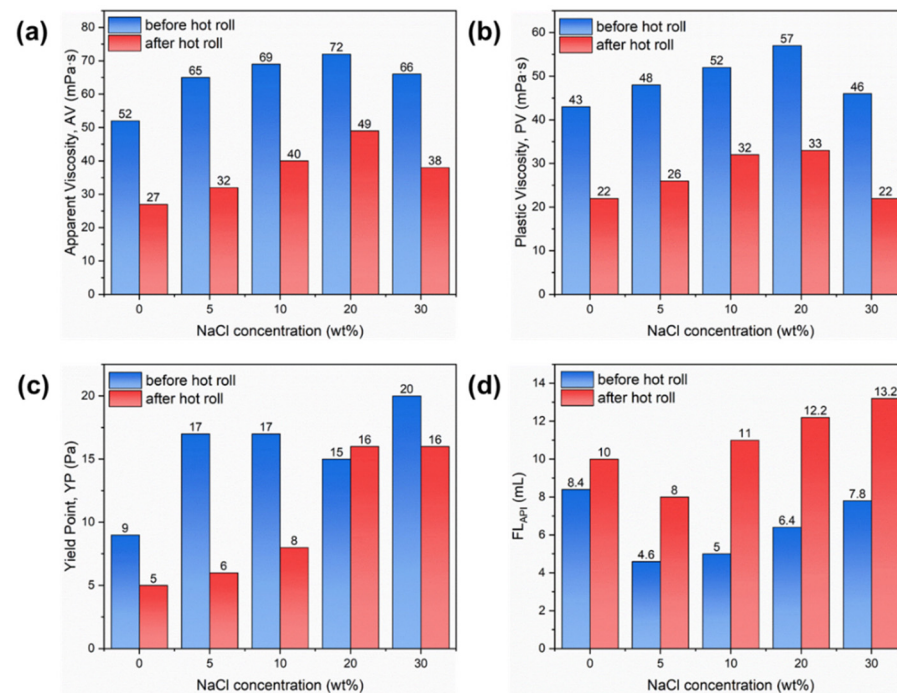 (a)
before hot roll
after hot roll
Apparent Viscosity, AV (mPa·s)
80
70
60
50
40
30
20
10
0
52
27
65
32
69
40
72
49
66
38
0 5 10 20 30
NaCl concentration (wt%)
(b)
before hot roll
after hot roll
Plastic Viscosity, PV (mPa·s)
60
50
40
30
20
10
0
43
22
48
26
52
32
57
33
46
22
0 5 10 20 30
NaCl concentration (wt%)
(c)
before hot roll
after hot roll
Yield Point, YP (Pa)
20
15
10
5
0
9
5
17
6
17
8
15
16
20
16
0 5 10 20 30
NaCl concentration (wt%)
(d)
before hot roll
after hot roll
FL_API (mL)
14
12
10
8
6
4
2
0
8.4
10
4.6
8
5
11
6.4
12.2
7.8
13.2
0 5 10 20 30
NaCl concentration (wt%)